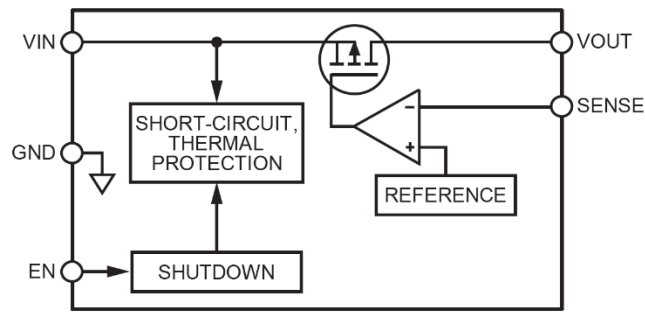 VIN
VOUT
SHORT-CIRCUIT,
THERMAL
PROTECTION
–
SENSE
GND
+
REFERENCE
EN
SHUTDOWN